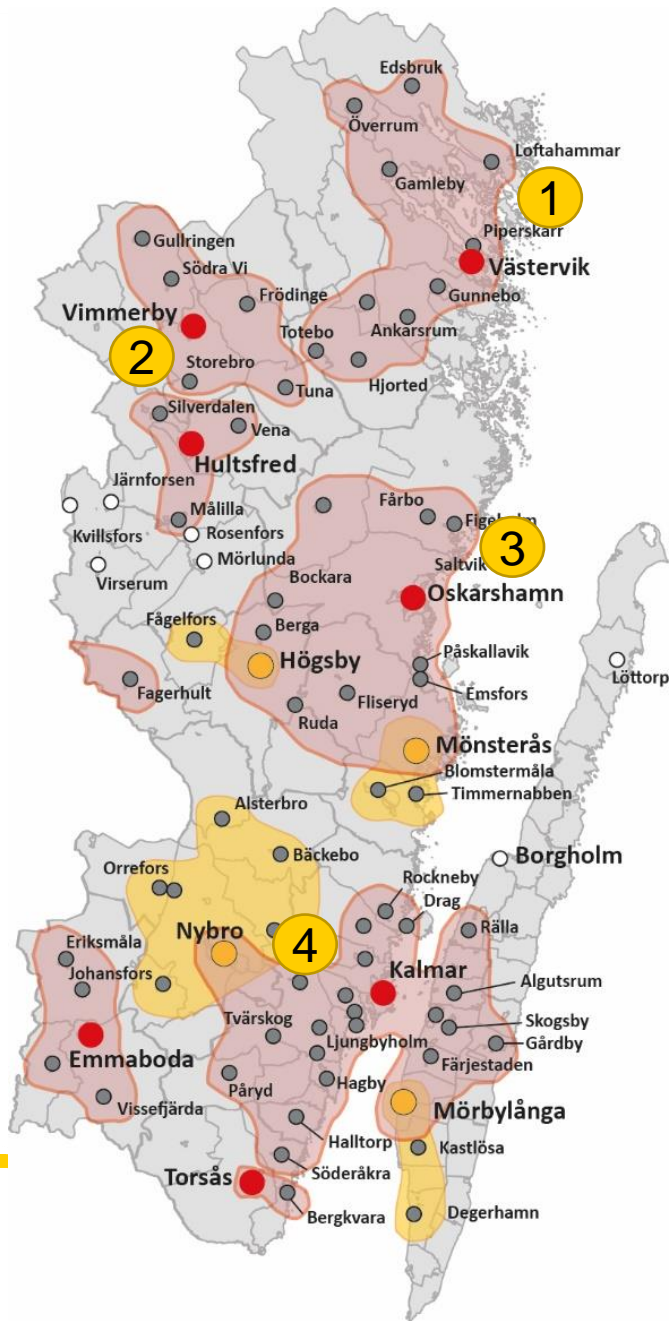 Edsbruk
Överrum
Loftahammar
Gamleby
1
Piperskärr
Gullringen
Västervik
Södra Vi
Gunnebo
Frödinge
Vimmerby
Ankarsrum
Totebo
2
Storebro
Hjorted
Tuna
Silverdalen
Vena
Hultsfred
Järnforsen
Målilla
Fårbo
Figeholm
Kvillsfors
Rosenfors
3
Mörlunda
Saltvik
Virserum
Bockara
Oskarshamn
Fågelfors
Berga
Påskallavik
Högsby
Löttorp
Fagerhult
Fliseryd
Emsfors
Ruda
Mönsterås
Blomstermåla
Timmernabben
Alsterbro
Bäckebo
Borgholm
Orrefors
Rockneby
Drag
Rälla
Nybro
4
Eriksmåla
Kalmar
Johansfors
Algutsrum
Tvärskog
Skogsby
Ljungbyholm
Gårdby
Emmaboda
Färjestaden
Påryd
Hagby
Vissefjärda
Mörbylånga
Halltorp
Kastlösa
Söderåkra
Torsås
Bergkvara
Degerhamn